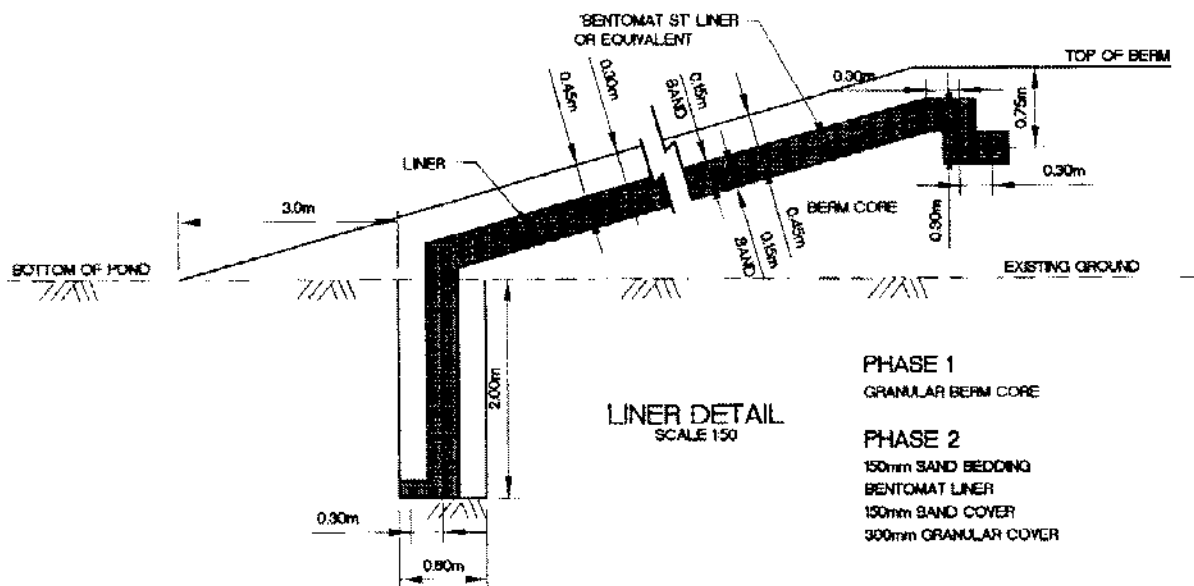 'BENTOMAT ST' LINER
OR EQUIVALENT
TOP OF BERM
0.45m
0.30m
0.15m
SAND
0.30m
0.75m
LINER
3.0m
0.30m
BERM CORE
0.45m
0.15m
SAND
0.30m
BOTTOM OF POND
EXISTING GROUND
2.00m
LINER DETAIL
SCALE 1:50
PHASE 1
GRANULAR BERM CORE
PHASE 2
150mm SAND BEDDING
BENTOMAT LINER
150mm SAND COVER
300mm GRANULAR COVER
0.30m
0.80m